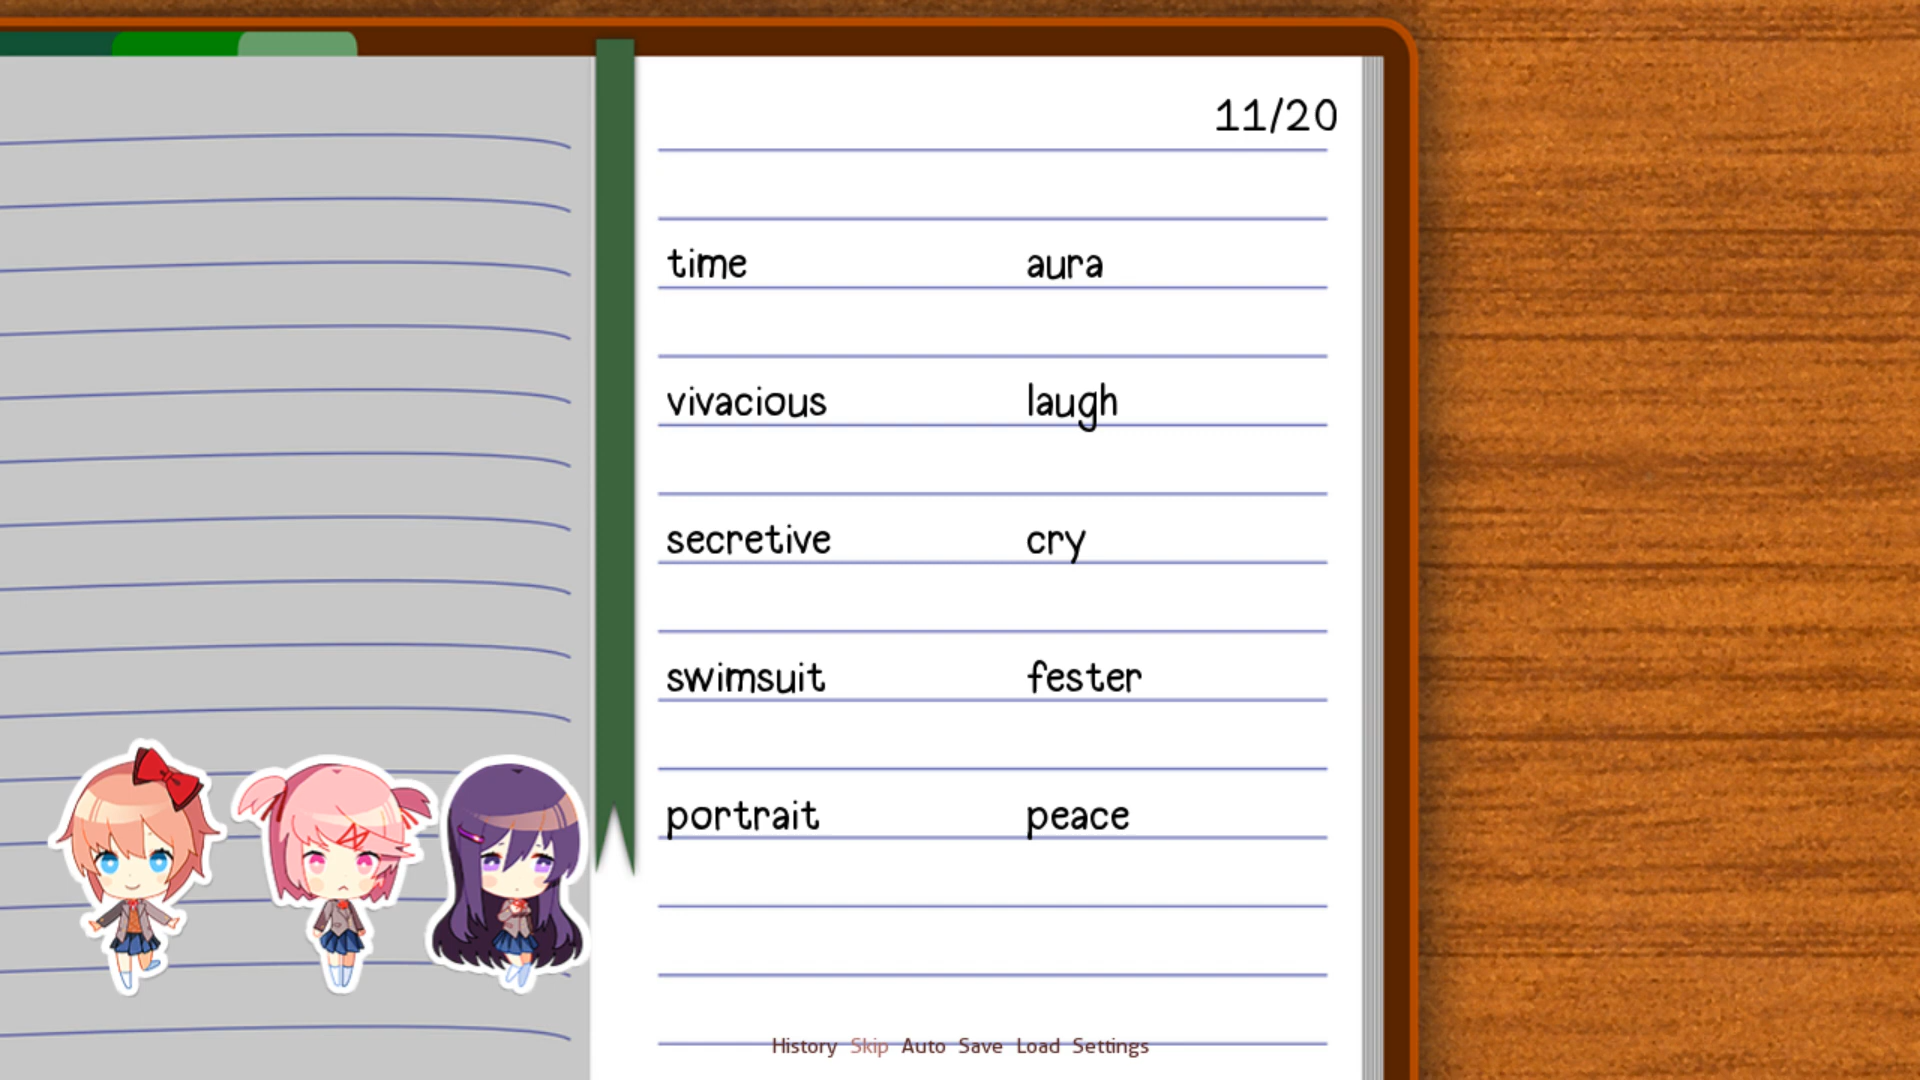 11/20
time aura
vivacious laugh
secretive cry
swimsuit fester
portrait peace
History Skip Auto Save Load Settings